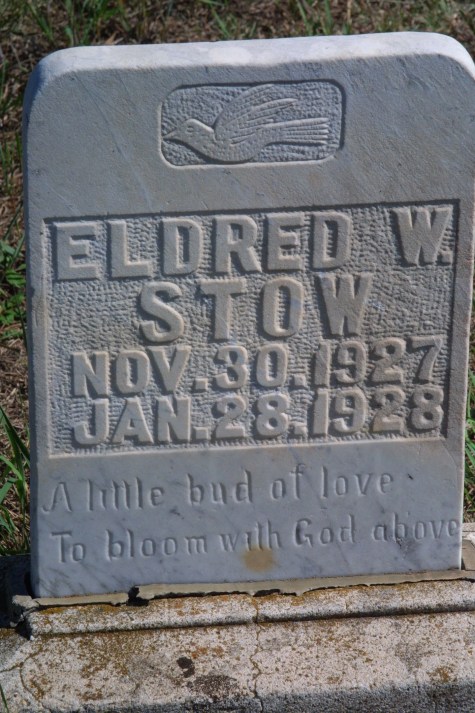 ELDRED W.
STOW
NOV. 30. 1927
JAN. 28. 1928
A little bud of love
To bloom with God above